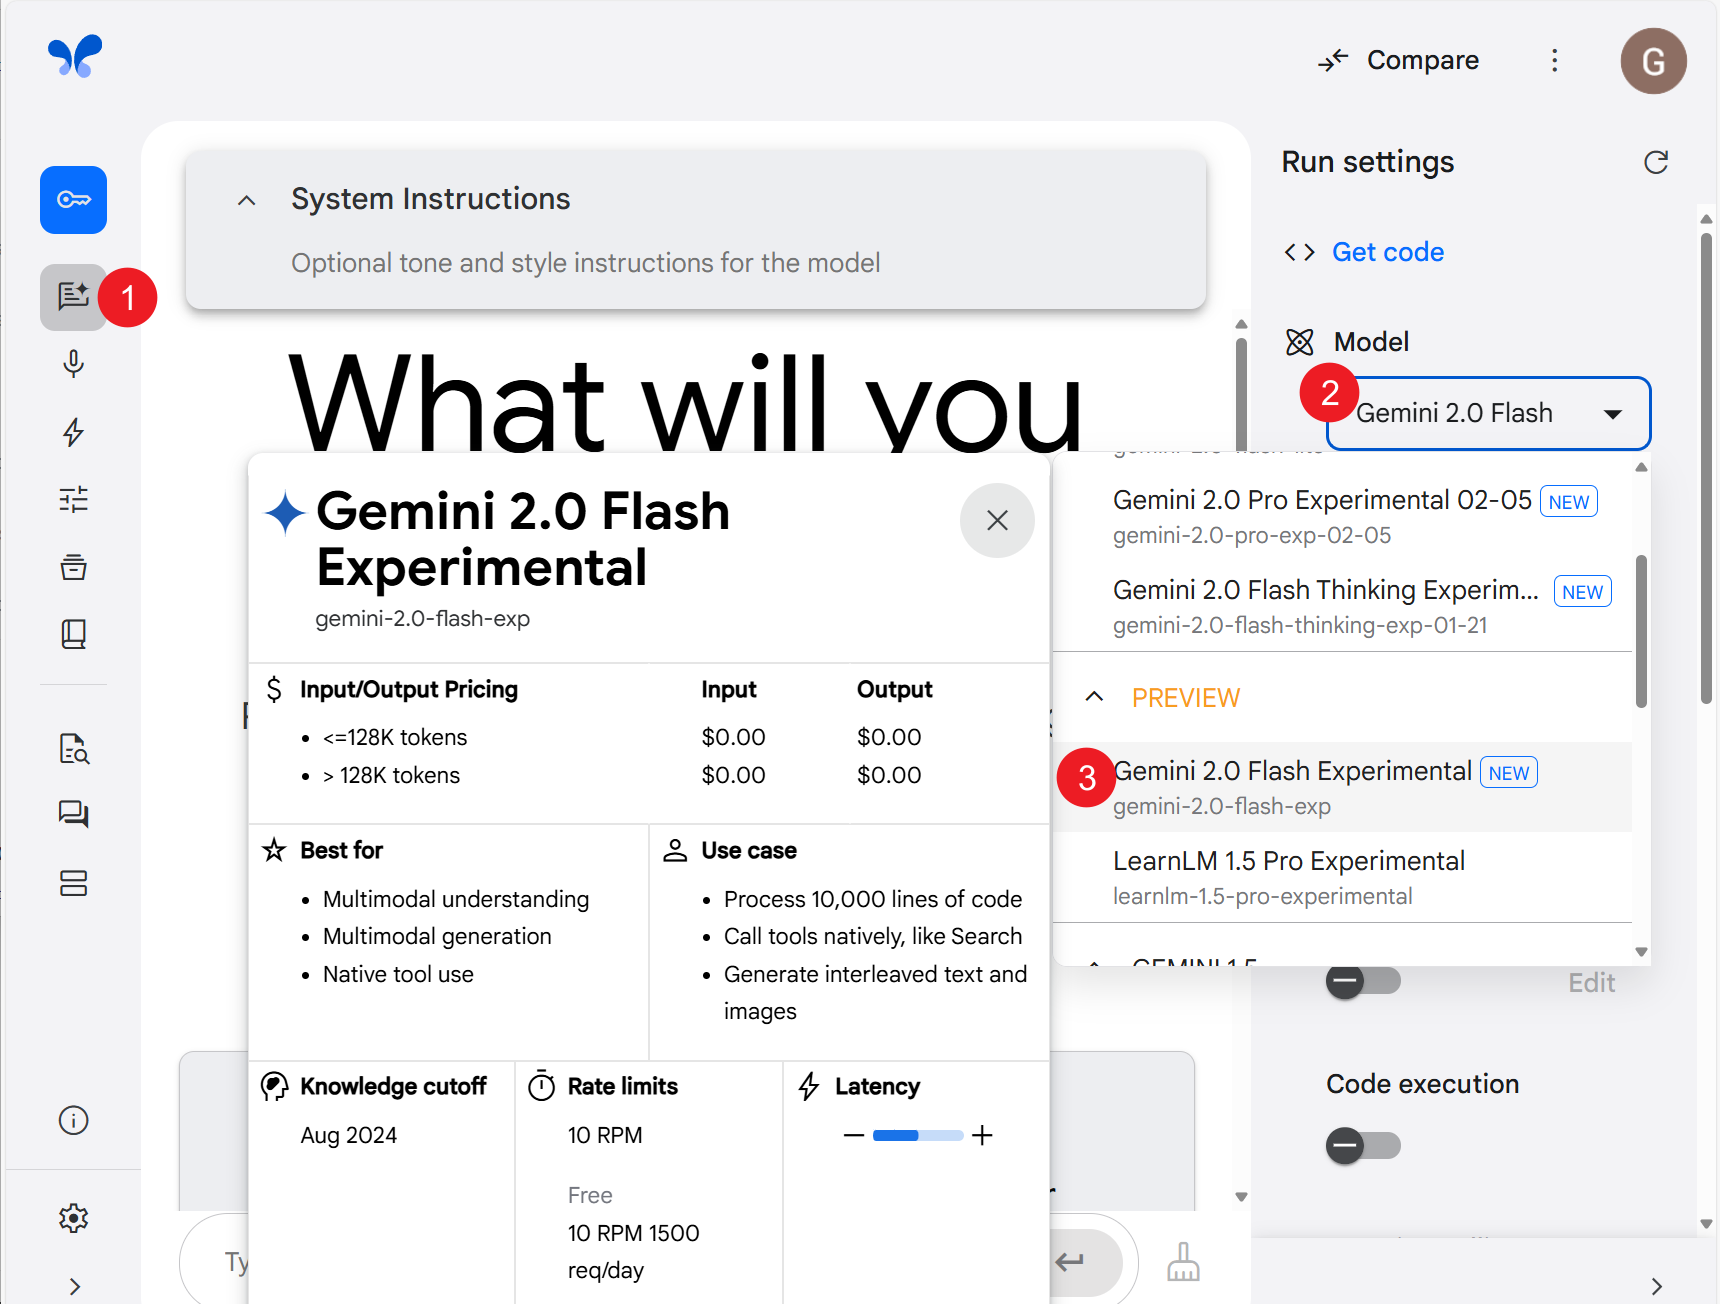 Compare
G
Run settings
System Instructions
Optional tone and style instructions for the model
Get code
1
Model
2
Gemini 2.0 Flash
What will you
Gemini 2.0 Pro Experimental 02-05 NEW
gemini-2.0-pro-exp-02-05
Gemini 2.0 Flash Thinking Experim... NEW
gemini-2.0-flash-thinking-exp-01-21
PREVIEW
3
Gemini 2.0 Flash Experimental NEW
gemini-2.0-flash-exp
LearnLM 1.5 Pro Experimental
learnlm-1.5-pro-experimental
GEMINI 1.5
Gemini 2.0 Flash
Experimental
gemini-2.0-flash-exp
Input/Output Pricing Input Output
<=128K tokens $0.00 $0.00
> 128K tokens $0.00 $0.00
Best for
Multimodal understanding
Multimodal generation
Native tool use
Use case
Process 10,000 lines of code
Call tools natively, like Search
Generate interleaved text and
images
Knowledge cutoff
Aug 2024
Rate limits
10 RPM
Free
10 RPM 1500
req/day
Latency
Edit
Code execution
Ty